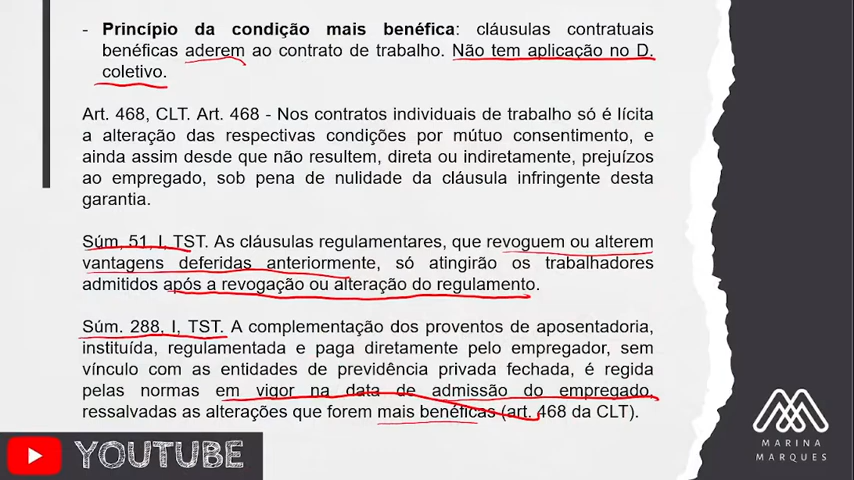 - Princípio da condição mais benéfica: cláusulas contratuais
benéficas aderem ao contrato de trabalho. Não tem aplicação no D.
coletivo.
Art. 468, CLT. Art. 468 - Nos contratos individuais de trabalho só é lícita
a alteração das respectivas condições por mútuo consentimento, e
ainda assim desde que não resultem, direta ou indiretamente, prejuízos
ao empregado, sob pena de nulidade da cláusula infringente desta
garantia.
Súm. 51, I, TST. As cláusulas regulamentares, que revoguem ou alterem
vantagens deferidas anteriormente, só atingirão os trabalhadores
admitidos após a revogação ou alteração do regulamento.
Súm. 288, I, TST. A complementação dos proventos de aposentadoria,
instituída, regulamentada e paga diretamente pelo empregador, sem
vínculo com as entidades de previdência privada fechada, é regida
pelas normas em vigor na data de admissão do empregado,
ressalvadas as alterações que forem mais benéficas (art. 468 da CLT).
YOUTUBE
MARINA
MARQUES